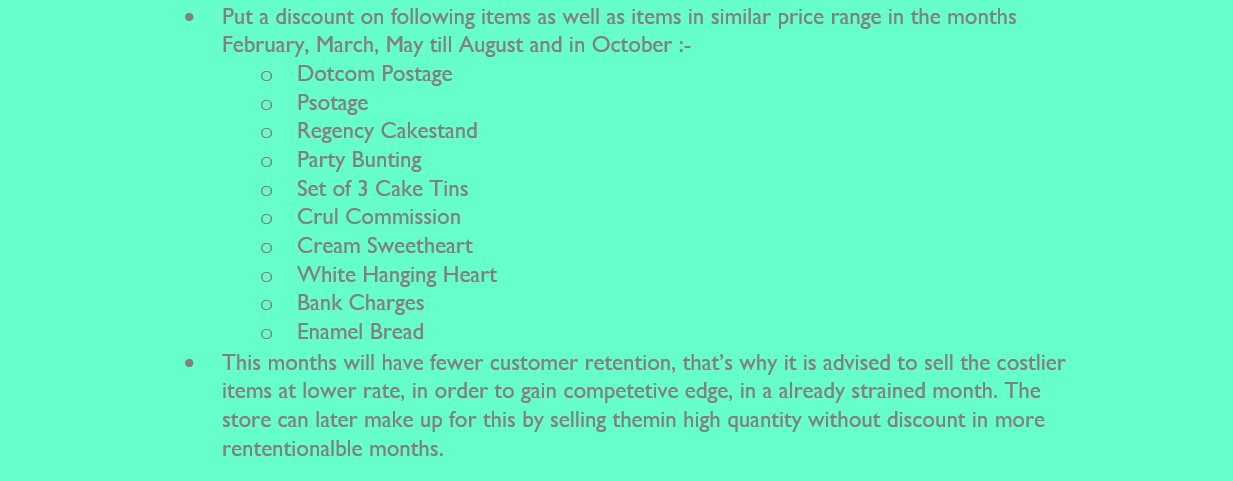 • Put a discount on following items as well as items in similar price range in the months
February, March, May till August and in October :-
o Dotcom Postage
o Psotage
o Regency Cakestand
o Party Bunting
o Set of 3 Cake Tins
o Crul Commission
o Cream Sweetheart
o White Hanging Heart
o Bank Charges
o Enamel Bread
• This months will have fewer customer retention, that's why it is advised to sell the costlier
items at lower rate, in order to gain competetive edge, in a already strained month. The
store can later make up for this by selling themin high quantity without discount in more
rententionalble months.